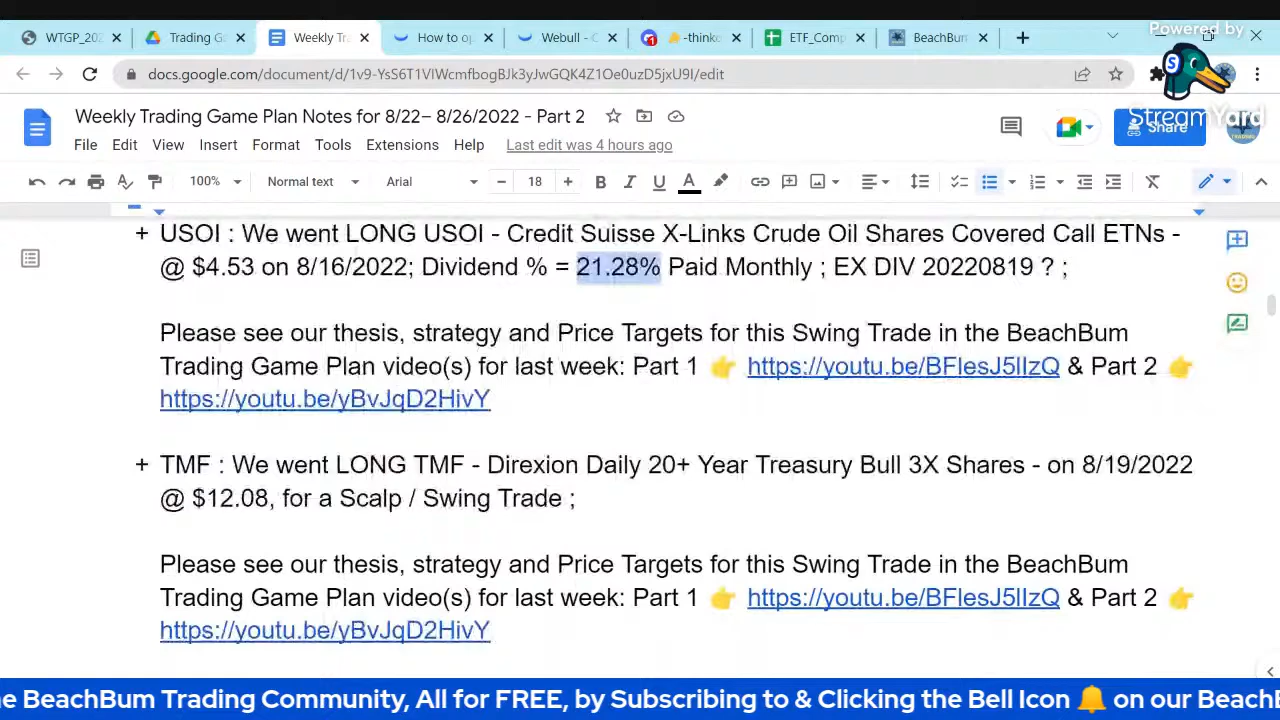 Powered by
WTGP_202
Trading Ga
Weekly Tra
How to c
Webull - C
-thinko
ETF_Comp
BeachBum
docs.google.com/document/d/1v9-YsS6T1VlWcmbogBJk3yJwGQK4Z1Oe0uzD5jxU9I/edit
StreamYard
Weekly Trading Game Plan Notes for 8/22– 8/26/2022 - Part 2
Share
File Edit View Insert Format Tools Extensions Help Last edit was 4 hours ago
100% Normal text Arial 18
+ USOI : We went LONG USOI - Credit Suisse X-Links Crude Oil Shares Covered Call ETNs -
@ $4.53 on 8/16/2022; Dividend % = 21.28% Paid Monthly ; EX DIV 20220819 ? ;
Please see our thesis, strategy and Price Targets for this Swing Trade in the BeachBum
Trading Game Plan video(s) for last week: Part 1 👉 https://youtu.be/BFlesJ5lIzQ & Part 2 👉
https://youtu.be/yBvJqD2HivY
+ TMF : We went LONG TMF - Direxion Daily 20+ Year Treasury Bull 3X Shares - on 8/19/2022
@ $12.08, for a Scalp / Swing Trade ;
Please see our thesis, strategy and Price Targets for this Swing Trade in the BeachBum
Trading Game Plan video(s) for last week: Part 1 👉 https://youtu.be/BFlesJ5lIzQ & Part 2 👉
https://youtu.be/yBvJqD2HivY
he BeachBum Trading Community, All for FREE, by Subscribing to & Clicking the Bell Icon 🔔 on our BeachB